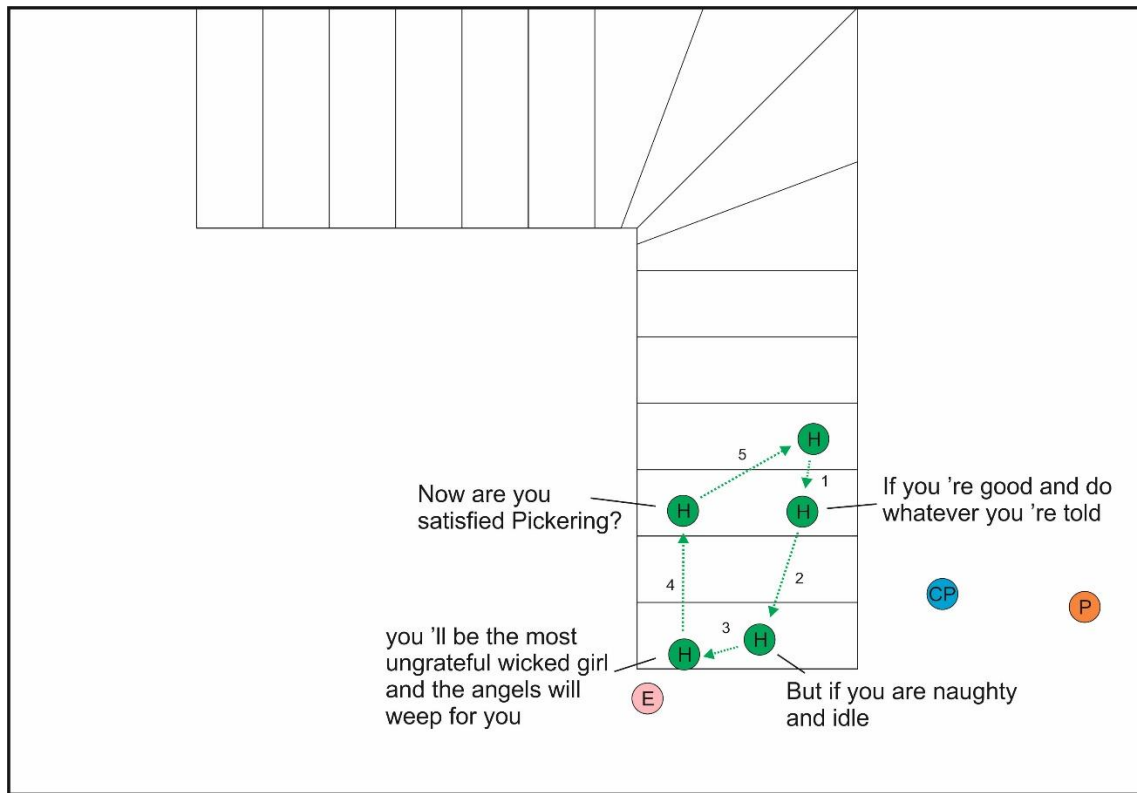 H
5
1
Now are you
satisfied Pickering?
H
H
If you 're good and do
whatever you 're told
4
2
CP
P
3
H
H
you 'll be the most
ungrateful wicked girl
and the angels will
weep for you
E
But if you are naughty
and idle